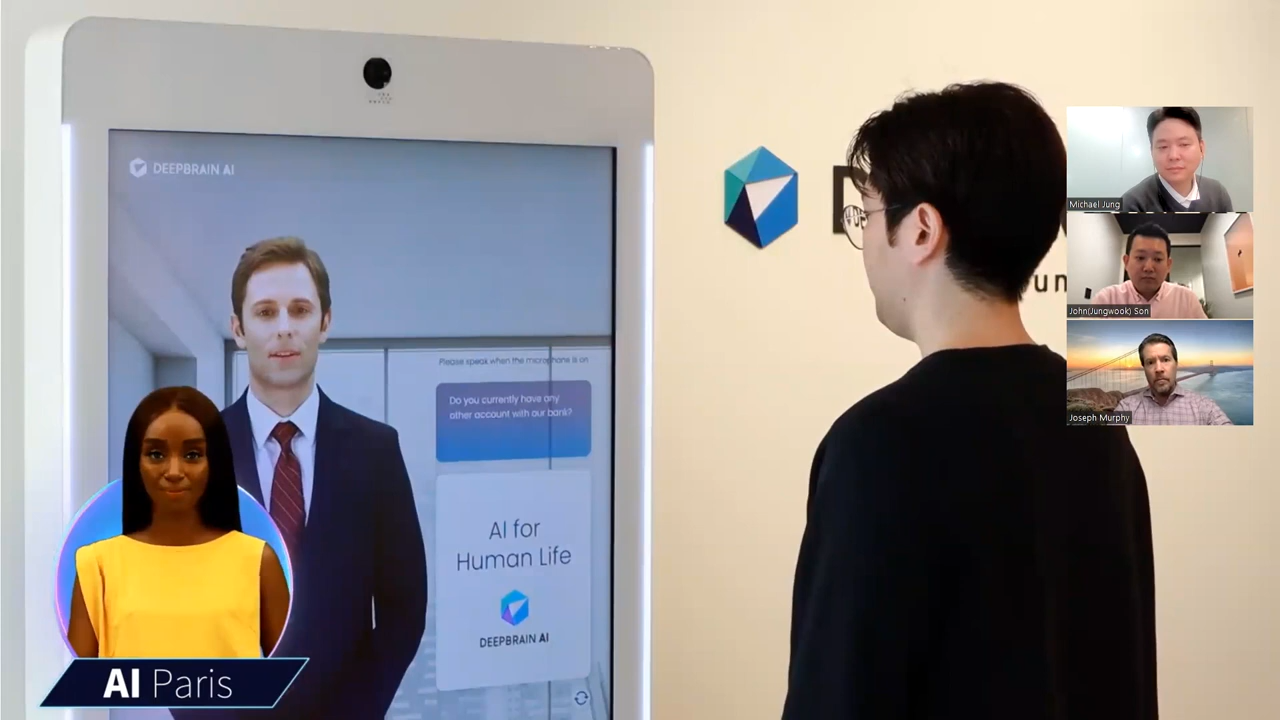 DEEPBRAIN AI
Please speak when the microphone is on
Do you currently have any
other account with our bank?
AI for
Human Life
DEEPBRAIN AI
AI Paris
Michael Jung
John(Jungwook) Son
Joseph Murphy